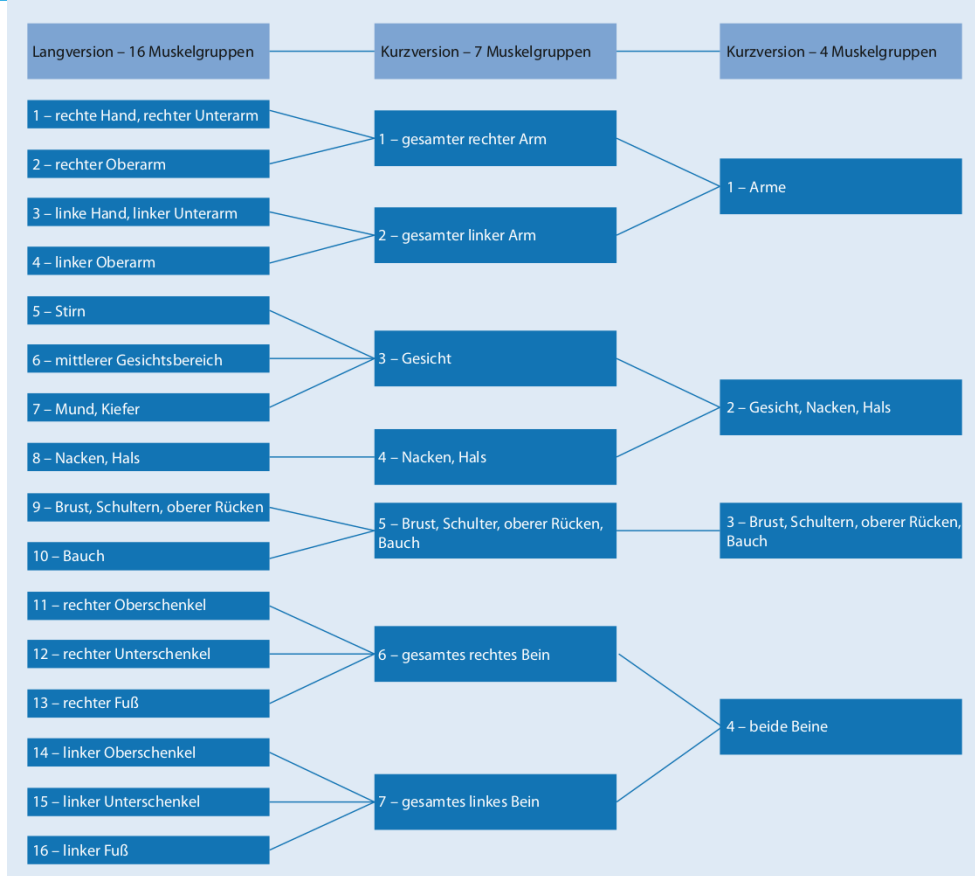 Langversion – 16 Muskelgruppen
Kurzversion – 7 Muskelgruppen
Kurzversion – 4 Muskelgruppen
1 – rechte Hand, rechter Unterarm
2 – rechter Oberarm
3 – linke Hand, linker Unterarm
4 – linker Oberarm
5 – Stirn
6 – mittlerer Gesichtsbereich
7 – Mund, Kiefer
8 – Nacken, Hals
9 – Brust, Schultern, oberer Rücken
10 – Bauch
11 – rechter Oberschenkel
12 – rechter Unterschenkel
13 – rechter Fuß
14 – linker Oberschenkel
15 – linker Unterschenkel
16 – linker Fuß
1 – gesamter rechter Arm
2 – gesamter linker Arm
3 – Gesicht
4 – Nacken, Hals
5 – Brust, Schulter, oberer Rücken,
Bauch
6 – gesamtes rechtes Bein
7 – gesamtes linkes Bein
1 – Arme
2 – Gesicht, Nacken, Hals
3 – Brust, Schultern, oberer Rücken,
Bauch
4 – beide Beine